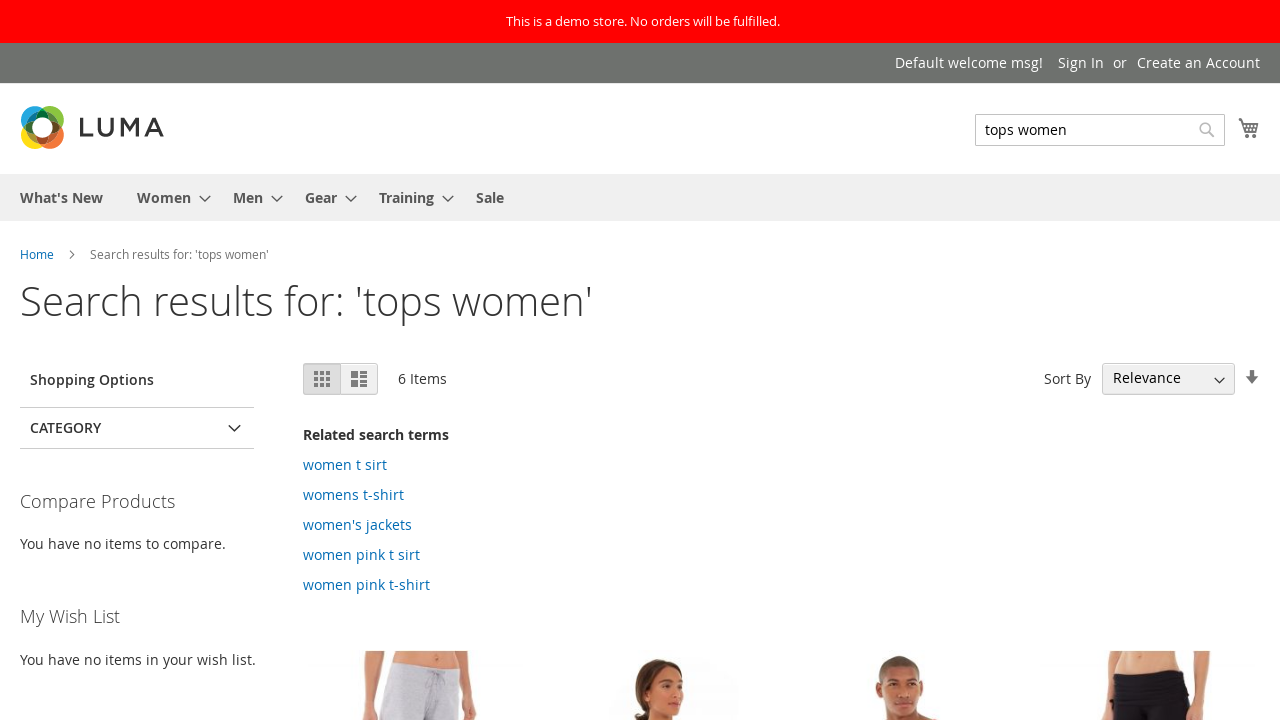 This is a demo store. No orders will be fulfilled.
Default welcome msg! Sign In or Create an Account
LUMA
tops women
What's New Women Men Gear Training Sale
Home Search results for: 'tops women'
Search results for: 'tops women'
Shopping Options
CATEGORY
Compare Products
You have no items to compare.
My Wish List
You have no items in your wish list.
6 Items
Sort By Relevance
Related search terms
women t sirt
womens t-shirt
women's jackets
women pink t sirt
women pink t-shirt